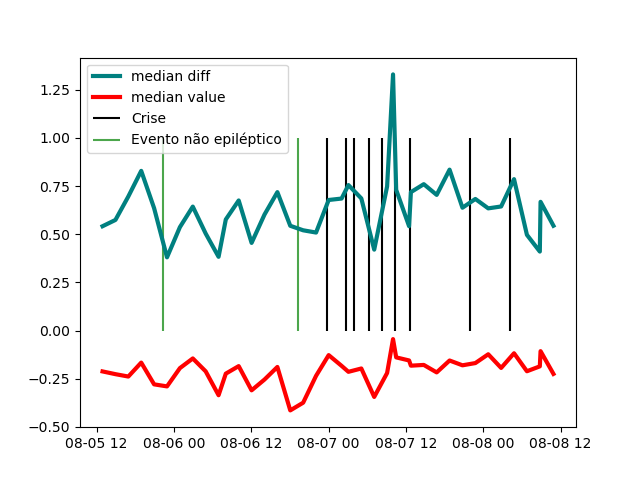 median diff
median value
Crise
Evento não epiléptico
1.25
1.00
0.75
0.50
0.25
0.00
−0.25
−0.50
08-05 12 08-06 00 08-06 12 08-07 00 08-07 12 08-08 00 08-08 12